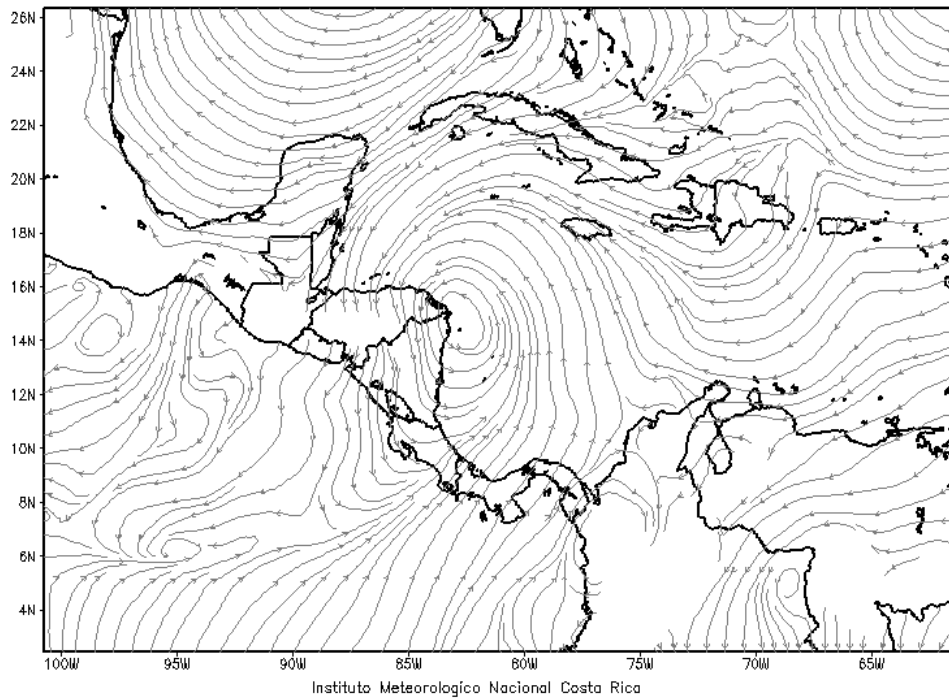 26N
24N
22N
20N
18N
16N
14N
12N
10N
8N
6N
4N
100W 95W 90W 85W 80W 75W 70W 65W
Instituto Meteorologico Nacional Costa Rica